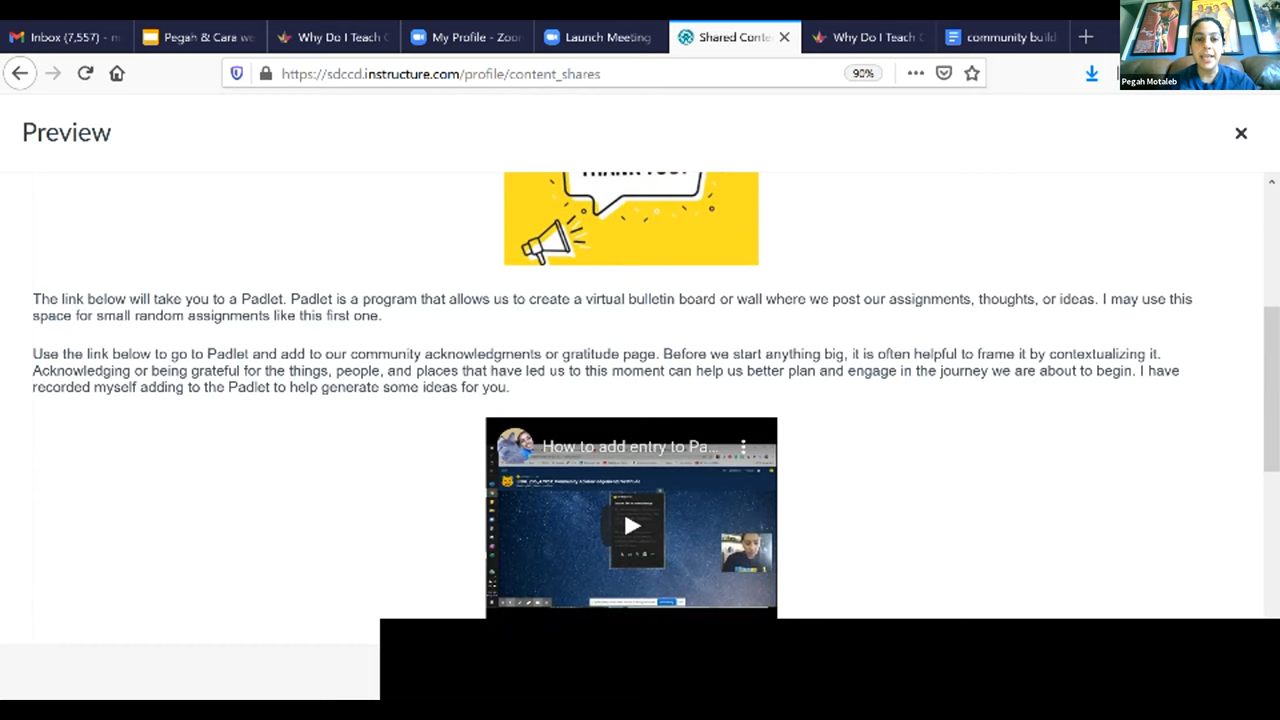 Inbox (7,557) - m
Pegah & Cara we
Why Do I Teach C
My Profile - Zoo
Launch Meeting
Shared Conte
Why Do I Teach C
community build
https://sdccd.instructure.com/profile/content_shares
90%
Pegah Motaleb
Preview
The link below will take you to a Padlet. Padlet is a program that allows us to create a virtual bulletin board or wall where we post our assignments, thoughts, or ideas. I may use this
space for small random assignments like this first one.
Use the link below to go to Padlet and add to our community acknowledgments or gratitude page. Before we start anything big, it is often helpful to frame it by contextualizing it.
Acknowledging or being grateful for the things, people, and places that have led us to this moment can help us better plan and engage in the journey we are about to begin. I have
recorded myself adding to the Padlet to help generate some ideas for you.
How to add entry to Pa...